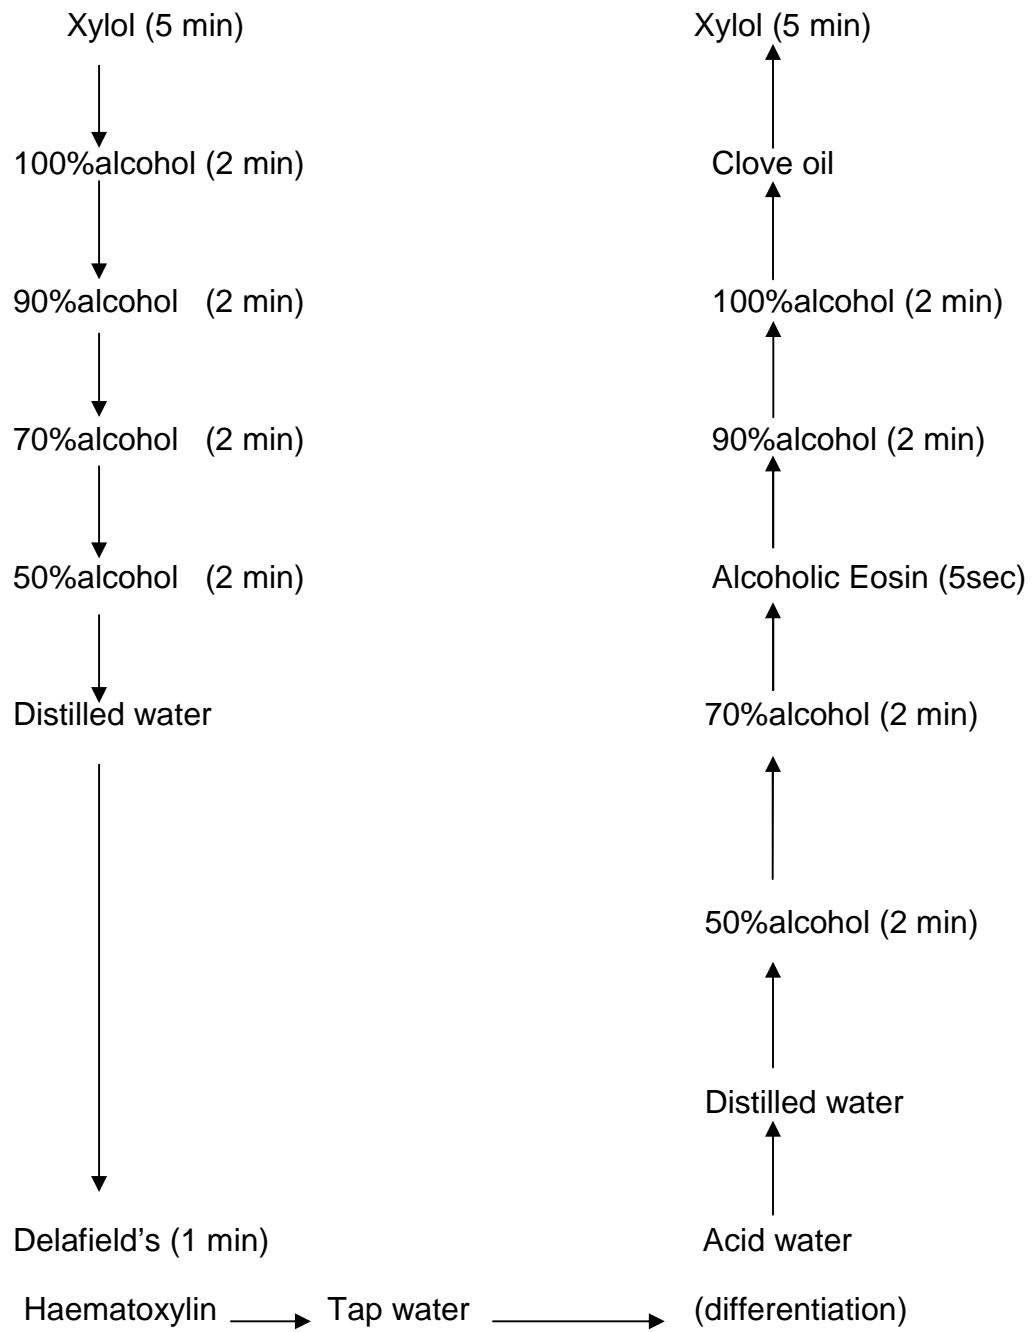 Xylol (5 min)
100%alcohol (2 min)
90%alcohol (2 min)
70%alcohol (2 min)
50%alcohol (2 min)
Distilled water
Delafield's (1 min)
Haematoxylin
Tap water
(differentiation)
Acid water
Distilled water
50%alcohol (2 min)
70%alcohol (2 min)
Alcoholic Eosin (5sec)
90%alcohol (2 min)
100%alcohol (2 min)
Clove oil
Xylol (5 min)